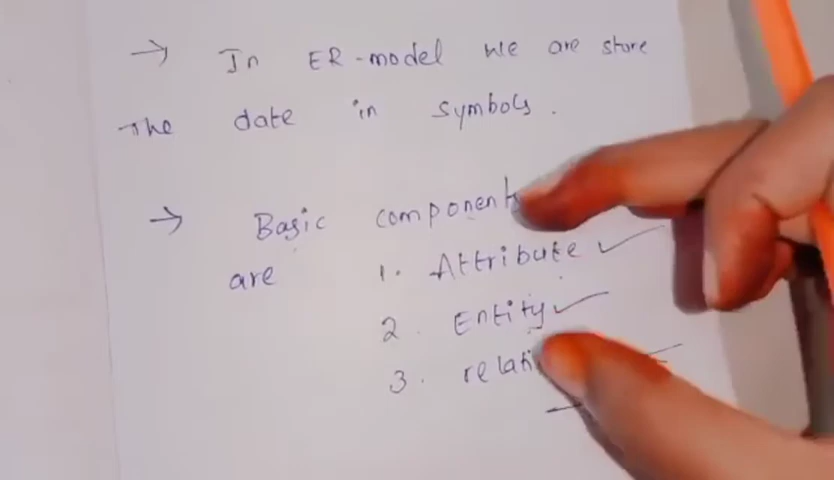 → In ER-model we are store
The date in symbols.
→ Basic components
are 1. Attribute ✓
2. Entity ✓
3.